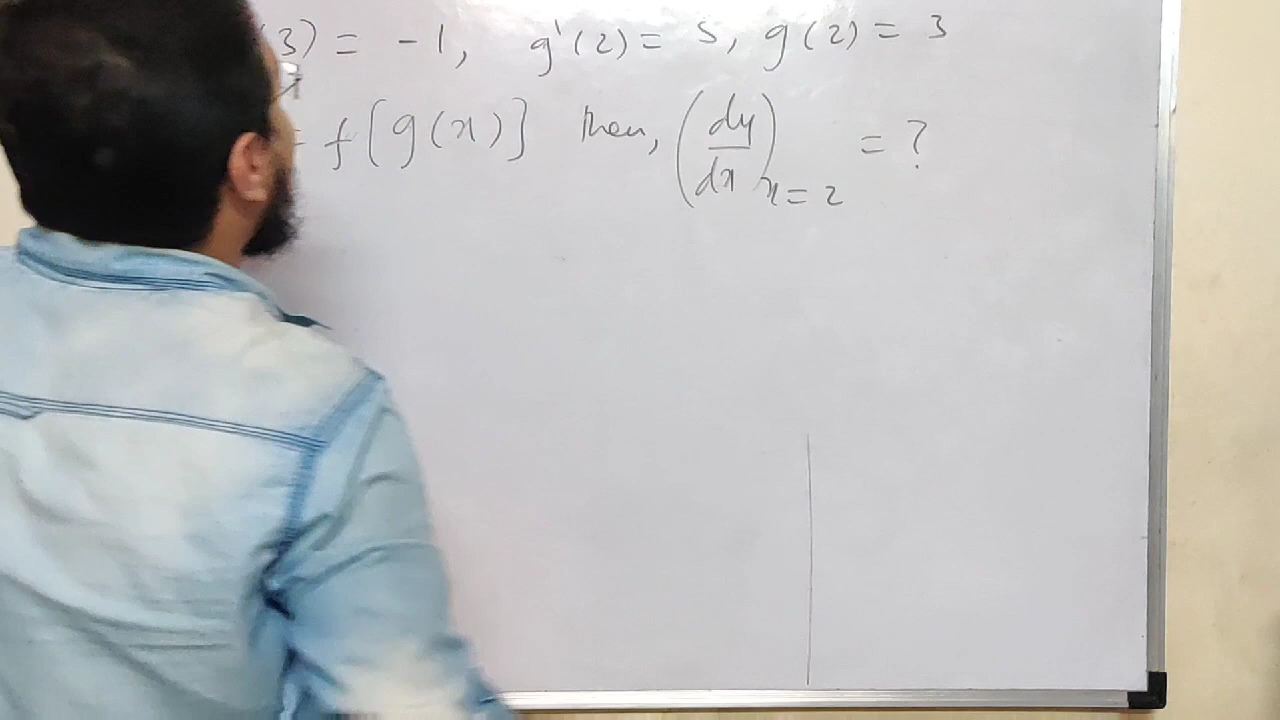 (3) = -1, g'(2) = 5, g(2) = 3
= f[g(x)] then, (dy/dx)x=2 = ?